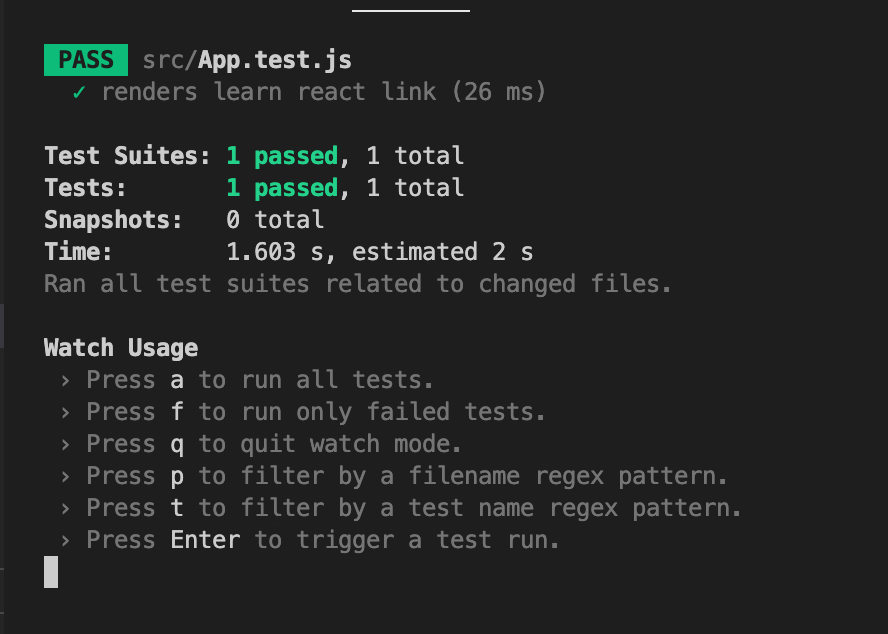 PASS src/App.test.js
✓ renders learn react link (26 ms)
Test Suites: 1 passed, 1 total
Tests: 1 passed, 1 total
Snapshots: 0 total
Time: 1.603 s, estimated 2 s
Ran all test suites related to changed files.
Watch Usage
› Press a to run all tests.
› Press f to run only failed tests.
› Press q to quit watch mode.
› Press p to filter by a filename regex pattern.
› Press t to filter by a test name regex pattern.
› Press Enter to trigger a test run.